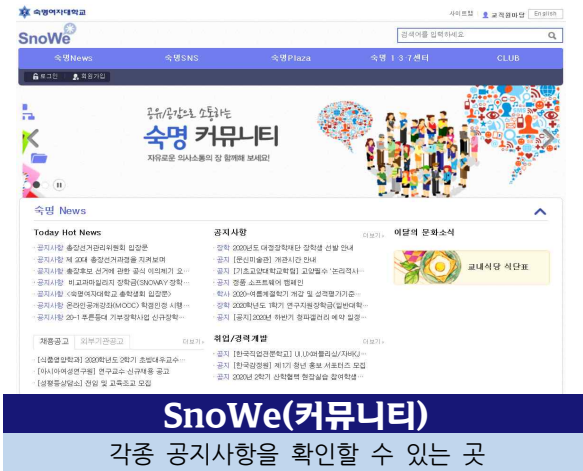 숙명여자대학교
사이트맵 교직원마당 English
SnoWe
검색어를 입력하세요.
숙명News 숙명SNS 숙명Plaza 숙명 1 3 7센터 CLUB
로그인 회원가입
공유/공감으로 소통하는
숙명 커뮤니티
자유로운 의사소통의 장 함께해 보세요!
숙명 News
Today Hot News
· 공지사항 총장선거관리위원회 입장문
· 공지사항 제 20대 총장선거과정을 지켜보며
· 공지사항 총장후보 선거에 관한 공식 이의제기 요…
· 공지사항 비교과마일리지 장학금(SNOWAY장학…
· 공지사항 <숙명여자대학교 총학생회 입장문>
· 공지사항 온라인공개강좌(MOOC) 학점인정 시행…
· 공지사항 20-1 푸른등대 기부장학사업 신규장학…
공지사항 더보기
· 장학 2020년도 대정장학재단 장학생 선발 안내
· 공지 [문신미술관] 개관시간 안내
· 공지 [기초교양대학교학팀] 교양필수 '논리적사…
· 공지 정품 소프트웨어 캠페인
· 학사 2020-여름계절학기 개강 및 성적평가기준…
· 장학 2020학년도 1학기 연구지원장학금(일반대학…
· 공지 [공지]2020년 하반기 청파갤러리 예약 일정…
이달의 문화소식
교내식당 식단표
채용공고 외부기관공고 더보기
· [식품영양학과] 2020학년도 2학기 초빙대우교수…
· [아시아여성연구원] 연구교수 신규채용 공고
· [성평등상담소] 전임 및 교육조교 모집
취업/경력개발 더보기
· 공지 [한국직업전문학교] UI,UX퍼블리싱/자바(J…
· 공지 [한국감정원] 제1기 청년 홍보 서포터즈 모집
· 공지 2020년 2학기 산학협력 현장실습 참여학생…
SnoWe(커뮤니티)
각종 공지사항을 확인할 수 있는 곳